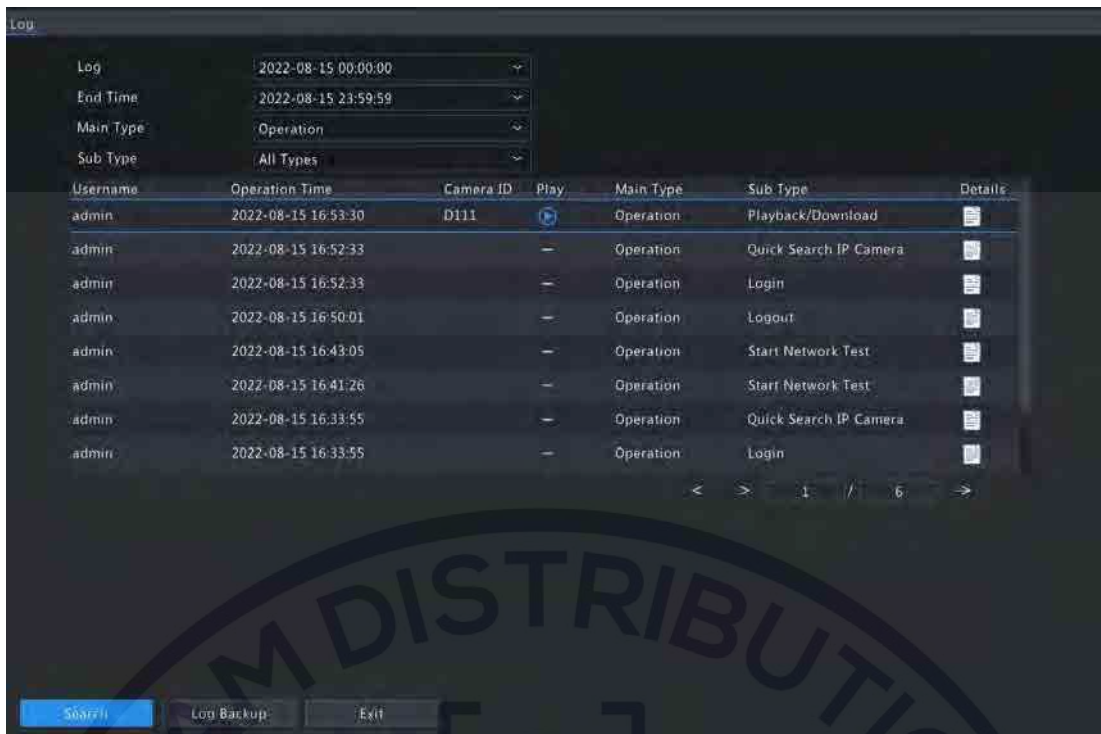 Log
Log 2022-08-15 00:00:00
End Time 2022-08-15 23:59:59
Main Type Operation
Sub Type All Types
Username Operation Time Camera ID Play Main Type Sub Type Details
admin 2022-08-15 16:53:30 D111 Operation Playback/Download
admin 2022-08-15 16:52:33 — Operation Quick Search IP Camera
admin 2022-08-15 16:52:33 — Operation Login
admin 2022-08-15 16:50:01 — Operation Logout
admin 2022-08-15 16:43:05 — Operation Start Network Test
admin 2022-08-15 16:41:26 — Operation Start Network Test
admin 2022-08-15 16:33:55 — Operation Quick Search IP Camera
admin 2022-08-15 16:33:55 — Operation Login
< > 1 / 6 →
Search Log Backup Exit